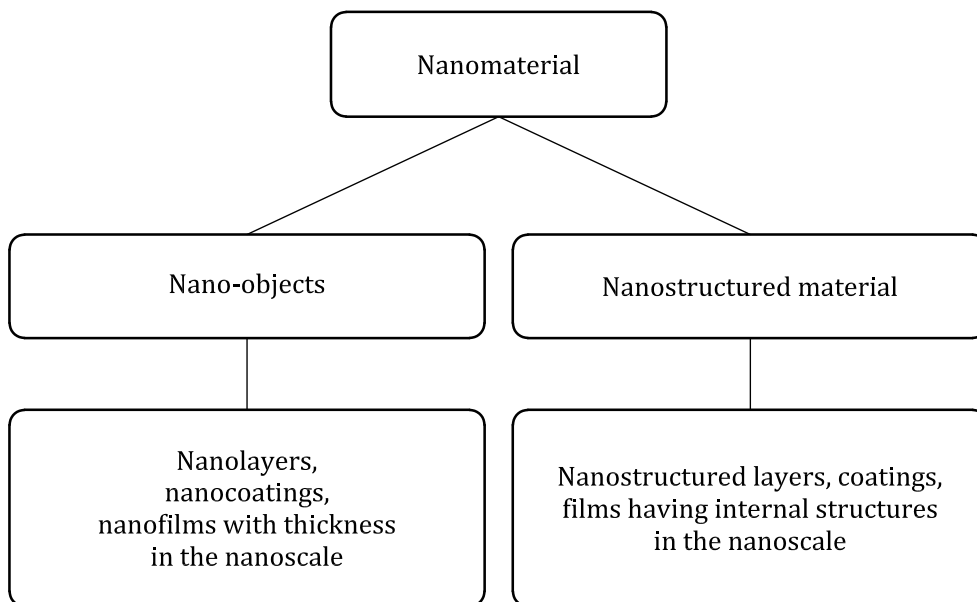 Nanomaterial
Nano-objects
Nanostructured material
Nanolayers,
nanocoatings,
nanofilms with thickness
in the nanoscale
Nanostructured layers, coatings,
films having internal structures
in the nanoscale